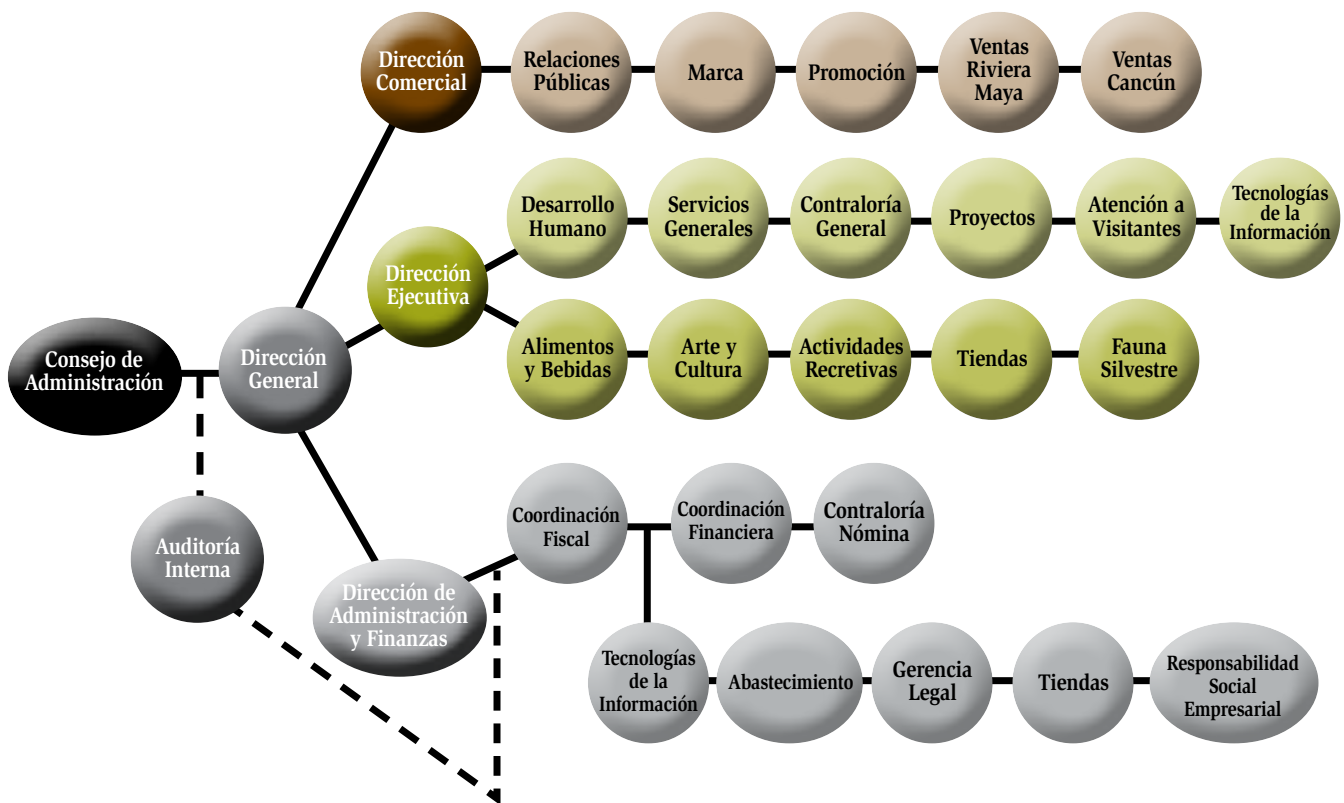 Dirección
Comercial
Relaciones
Públicas
Marca
Promoción
Ventas
Riviera
Maya
Ventas
Cancún
Desarrollo
Humano
Servicios
Generales
Contraloría
General
Proyectos
Atención a
Visitantes
Tecnologías
de la
Información
Dirección
Ejecutiva
Alimentos
y Bebidas
Arte y
Cultura
Actividades
Recretivas
Tiendas
Fauna
Silvestre
Consejo de
Administración
Dirección
General
Auditoría
Interna
Dirección de
Administración
y Finanzas
Coordinación
Fiscal
Coordinación
Financiera
Contraloría
Nómina
Tecnologías
de la
Información
Abastecimiento
Gerencia
Legal
Tiendas
Responsabilidad
Social
Empresarial